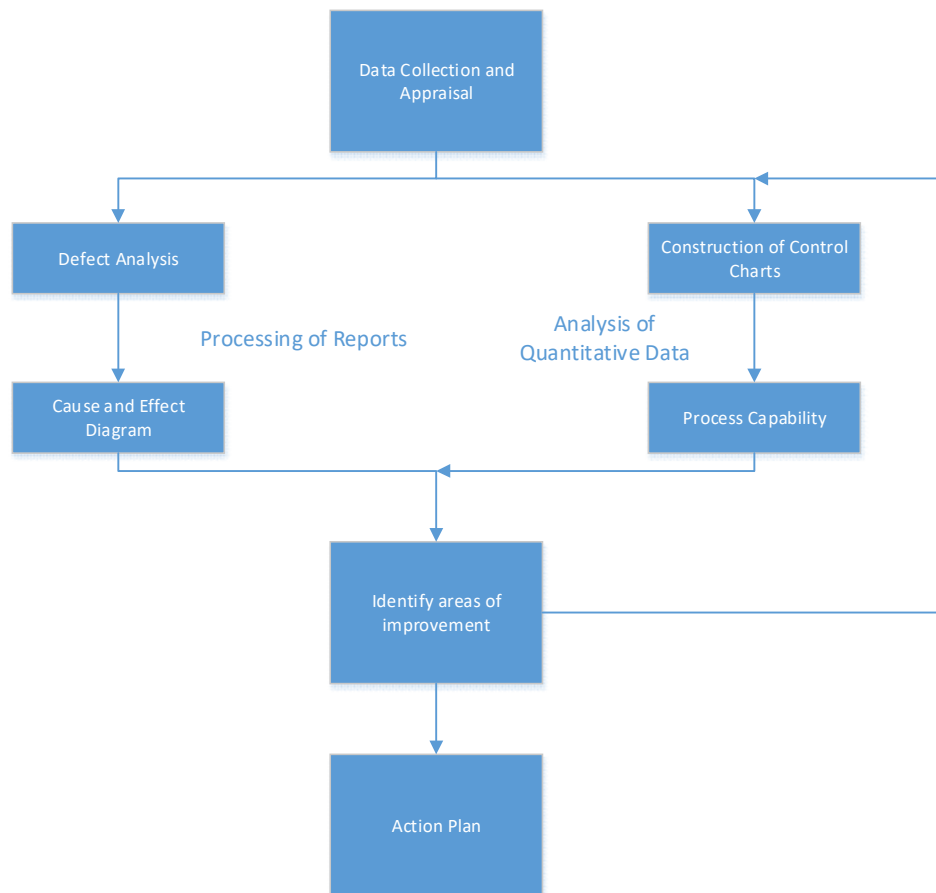 Data Collection and
Appraisal
Defect Analysis
Construction of Control
Charts
Processing of Reports
Analysis of
Quantitative Data
Cause and Effect
Diagram
Process Capability
Identify areas of
improvement
Action Plan